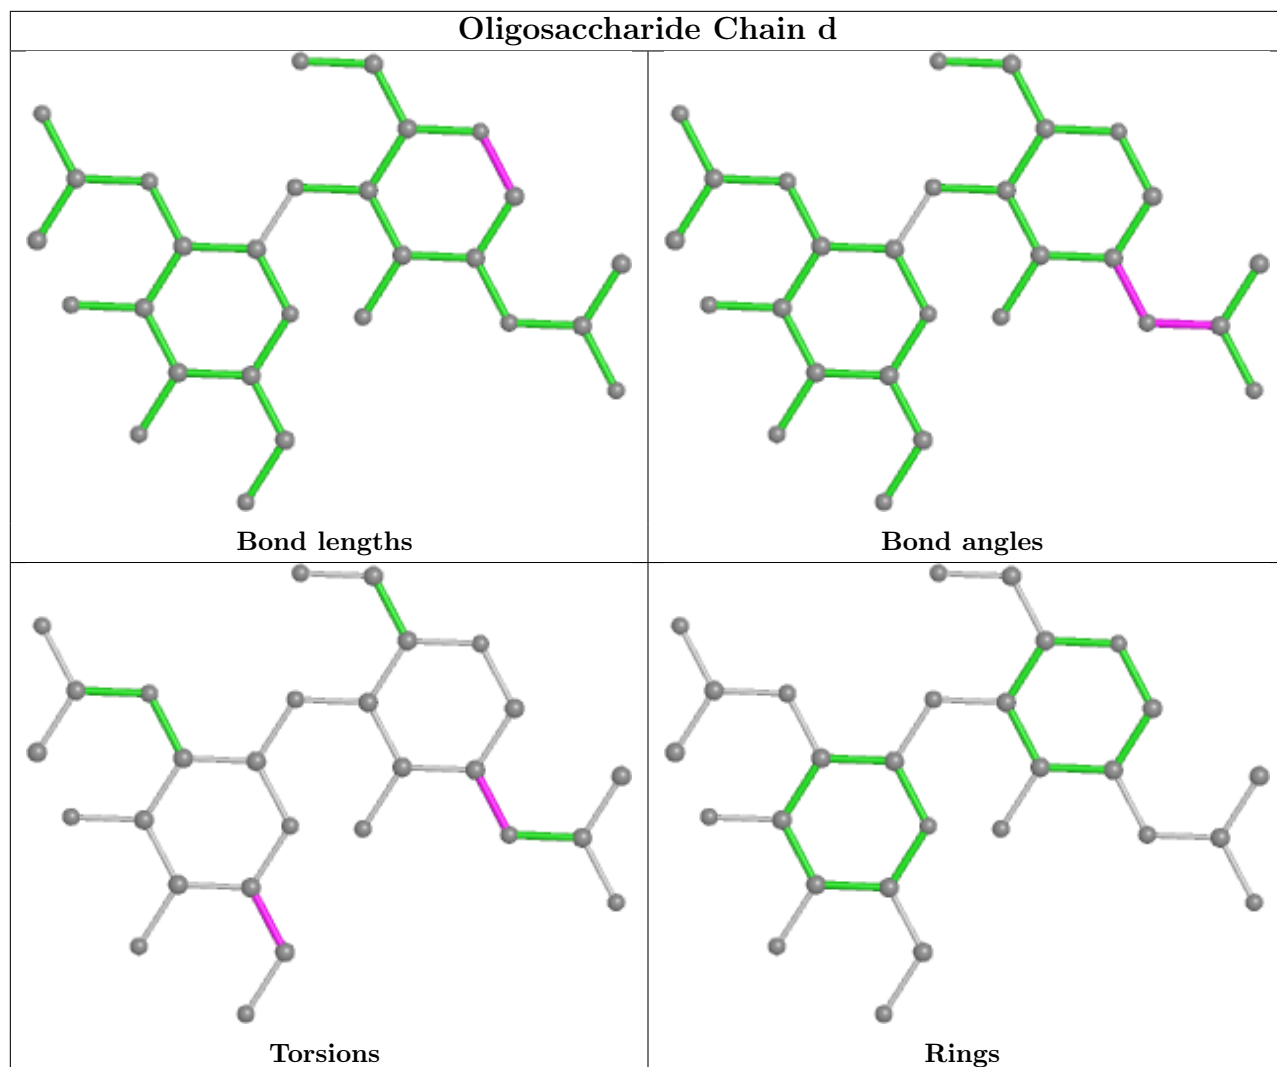 Oligosaccharide Chain d
Bond lengths
Bond angles
Torsions
Rings